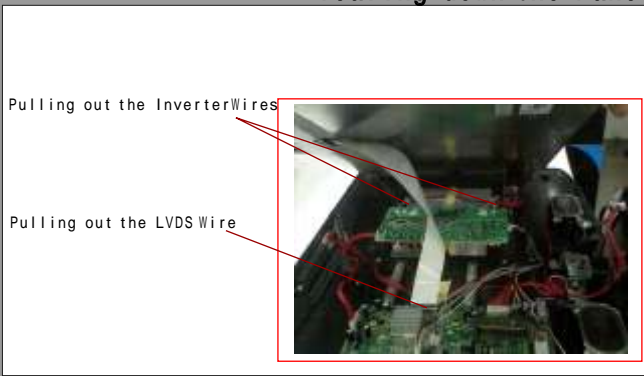 Pulling out the InverterWires
Pulling out the LVDS Wire